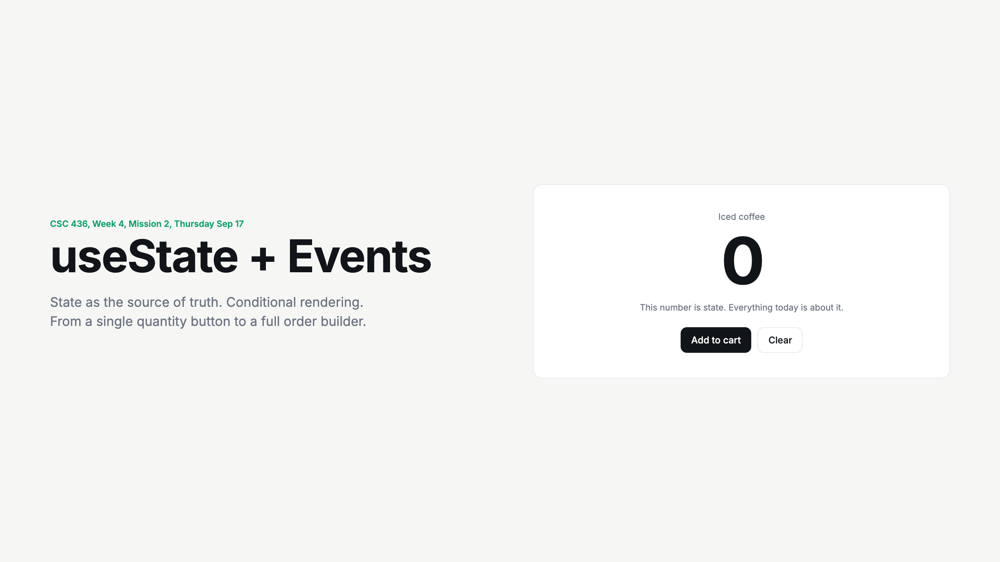 CSC 436, Week 4, Mission 2, Thursday Sep 17
useState + Events
State as the source of truth. Conditional rendering.
From a single quantity button to a full order builder.
Iced coffee
0
This number is state. Everything today is about it.
Add to cart
Clear